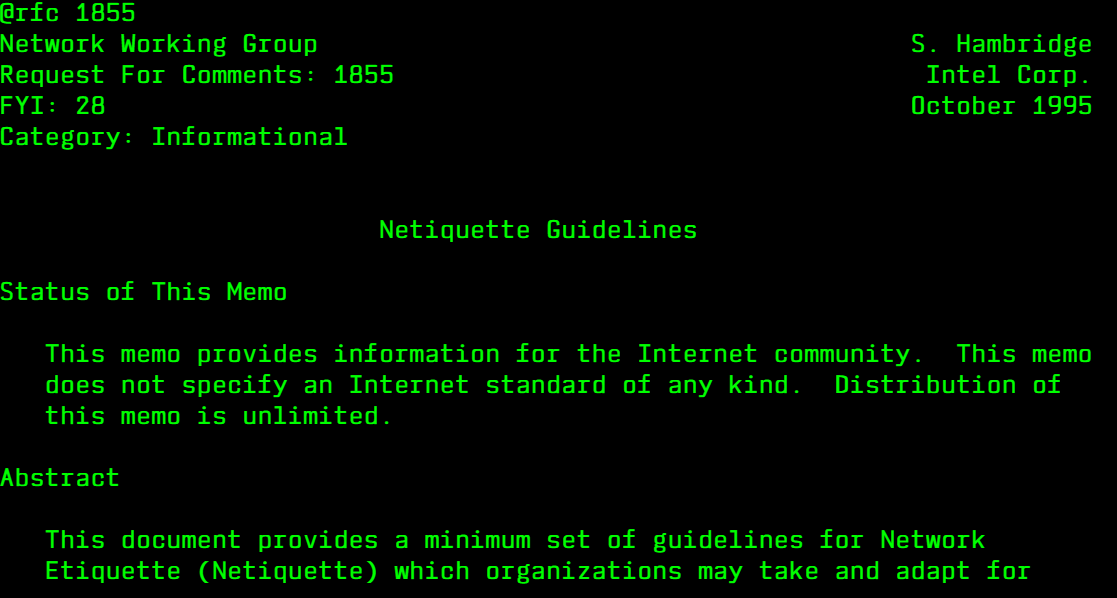 @rfc 1855
Network Working Group                                        S. Hambridge
Request For Comments: 1855                                    Intel Corp.
FYI: 28                                                      October 1995
Category: Informational
Netiquette Guidelines
Status of This Memo
This memo provides information for the Internet community.  This memo
does not specify an Internet standard of any kind.  Distribution of
this memo is unlimited.
Abstract
This document provides a minimum set of guidelines for Network
Etiquette (Netiquette) which organizations may take and adapt for